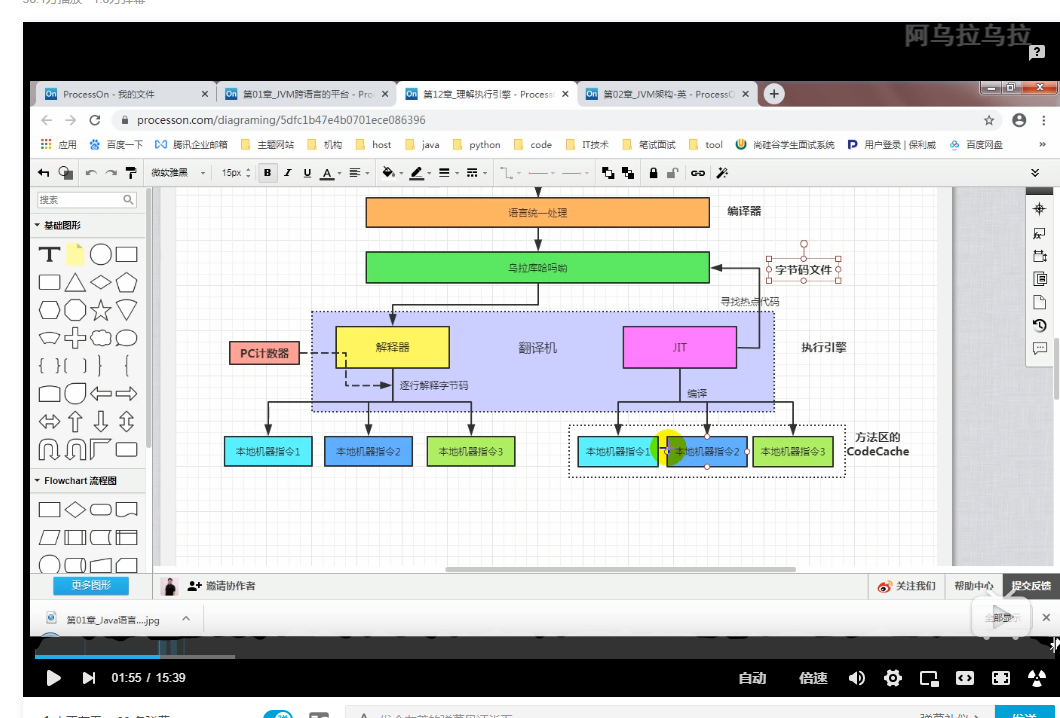 阿乌拉乌拉
ProcessOn - 我的文件
第01章_JVM跨语言的平台 - Pro
第12章_理解执行引擎 - Process
第02章_JVM架构-英 - ProcessO
processon.com/diagraming/5dfc1b47e4b0701ece086396
应用 百度一下 腾讯企业邮箱 主题网站 机构 host java python code IT技术 笔试面试 tool 尚硅谷学生面试系统 用户登录 | 保利威 百度网盘
微软雅黑 15px B I U A
搜索
基础图形
语言统一处理
编译器
乌拉库哈吗呦
字节码文件
寻找热点代码
PC计数器
解释器
翻译机
JIT
执行引擎
逐行解释字节码
编译
本地机器指令1
本地机器指令2
本地机器指令3
本地机器指令1
本地机器指令2
本地机器指令3
方法区的
CodeCache
Flowchart 流程图
更多图形
邀请协作者
关注我们
帮助中心
提交反馈
第01章_Java语言....jpg
全部显示
01:55 / 15:39
自动
倍速